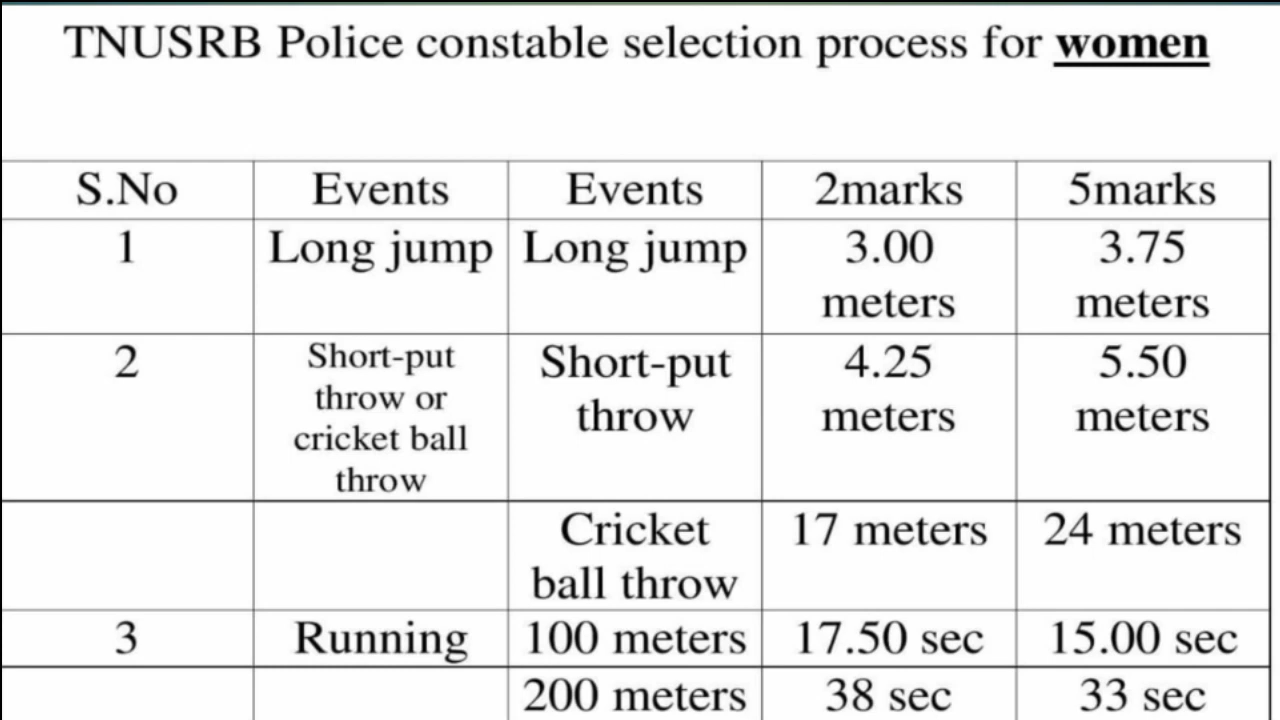 TNUSRB Police constable selection process for women
S.No Events Events 2marks 5marks
1 Long jump Long jump 3.00 meters 3.75 meters
2 Short-put throw or cricket ball throw Short-put throw 4.25 meters 5.50 meters
Cricket ball throw 17 meters 24 meters
3 Running 100 meters 17.50 sec 15.00 sec
200 meters 38 sec 33 sec